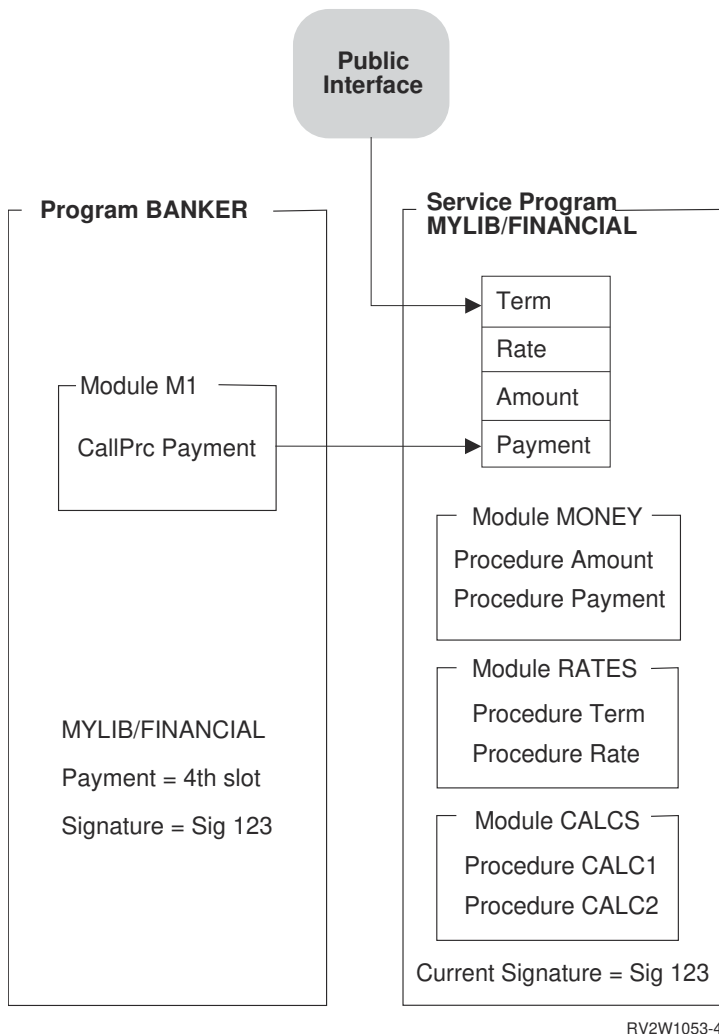 Public
Interface
Program BANKER
Module M1
CallPrc Payment
MYLIB/FINANCIAL
Payment = 4th slot
Signature = Sig 123
Service Program
MYLIB/FINANCIAL
Term
Rate
Amount
Payment
Module MONEY
Procedure Amount
Procedure Payment
Module RATES
Procedure Term
Procedure Rate
Module CALCS
Procedure CALC1
Procedure CALC2
Current Signature = Sig 123
RV2W1053-4